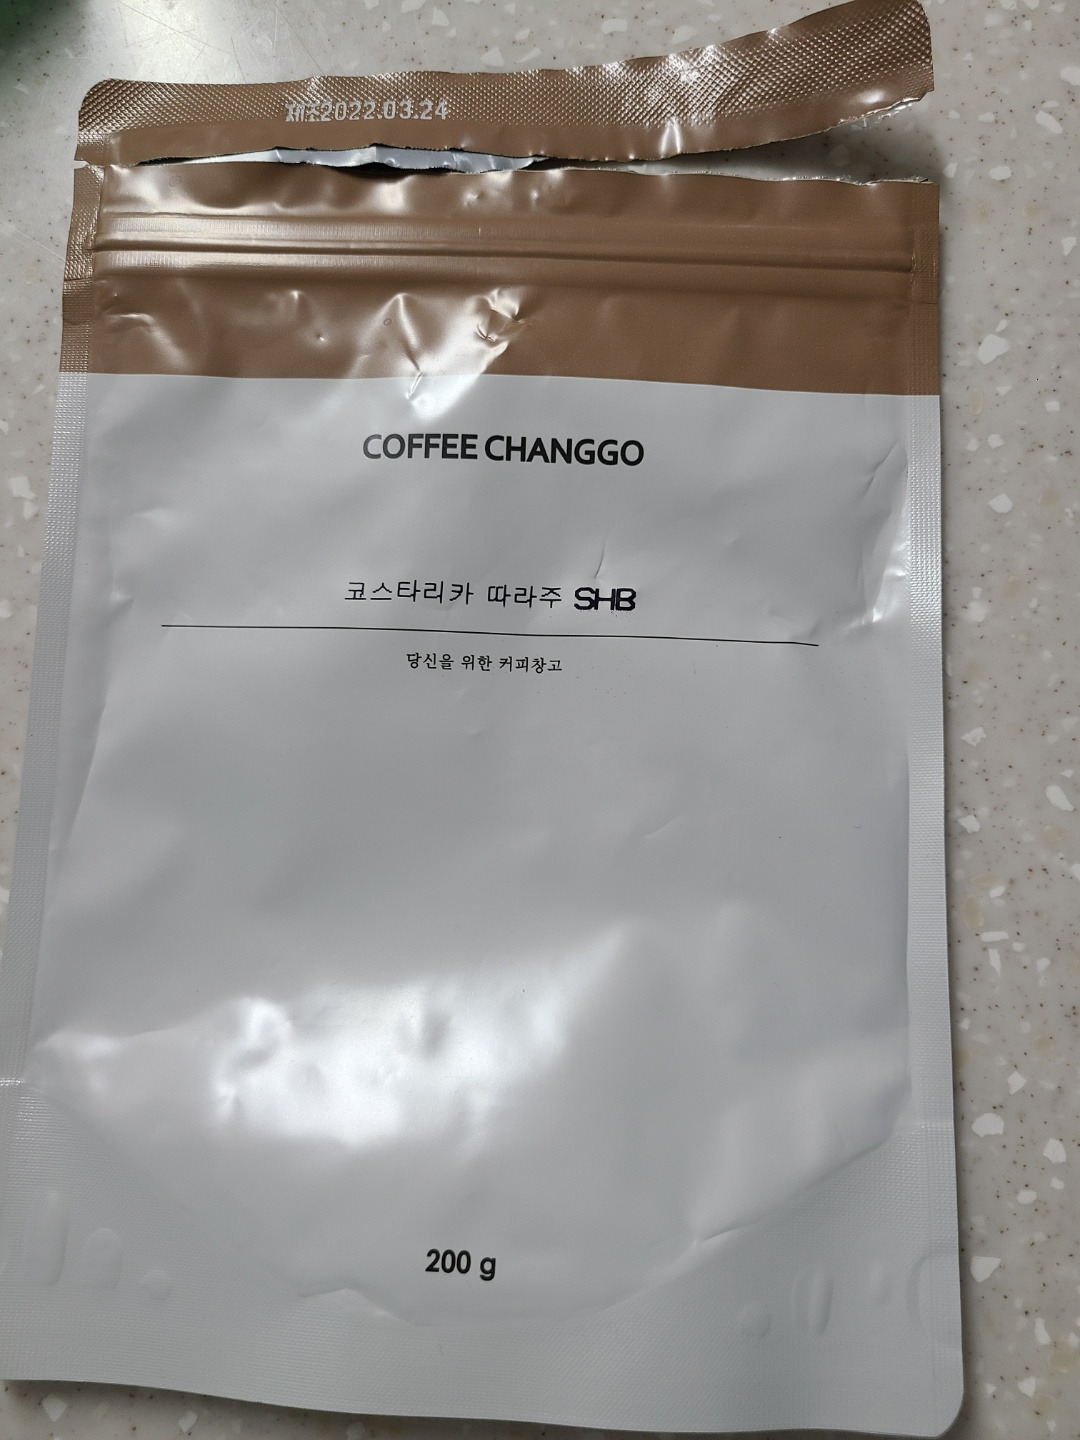 제조2022.03.24
COFFEE CHANGGO
코스타리카 따라주 SHB
당신을 위한 커피창고
200 g